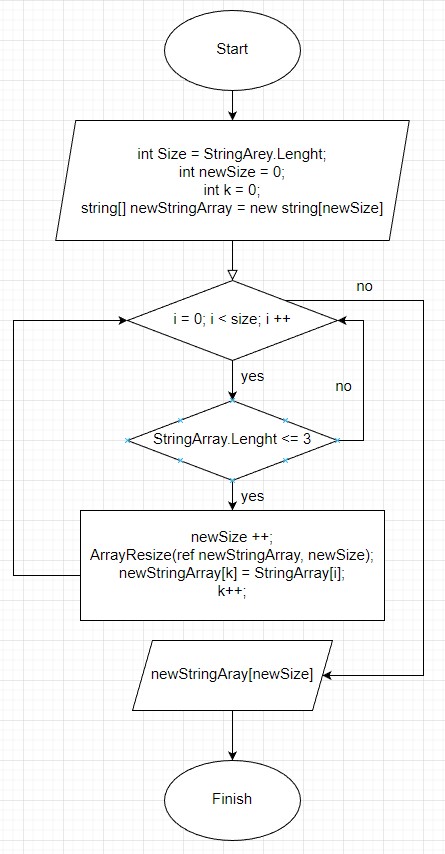 Start
int Size = StringArey.Lenght;
int newSize = 0;
int k = 0;
string[] newStringArray = new string[newSize]
no
i = 0; i < size; i ++
yes
no
StringArray.Lenght <= 3
yes
newSize ++;
ArrayResize(ref newStringArray, newSize);
newStringArray[k] = StringArray[i];
k++;
newStringAray[newSize]
Finish